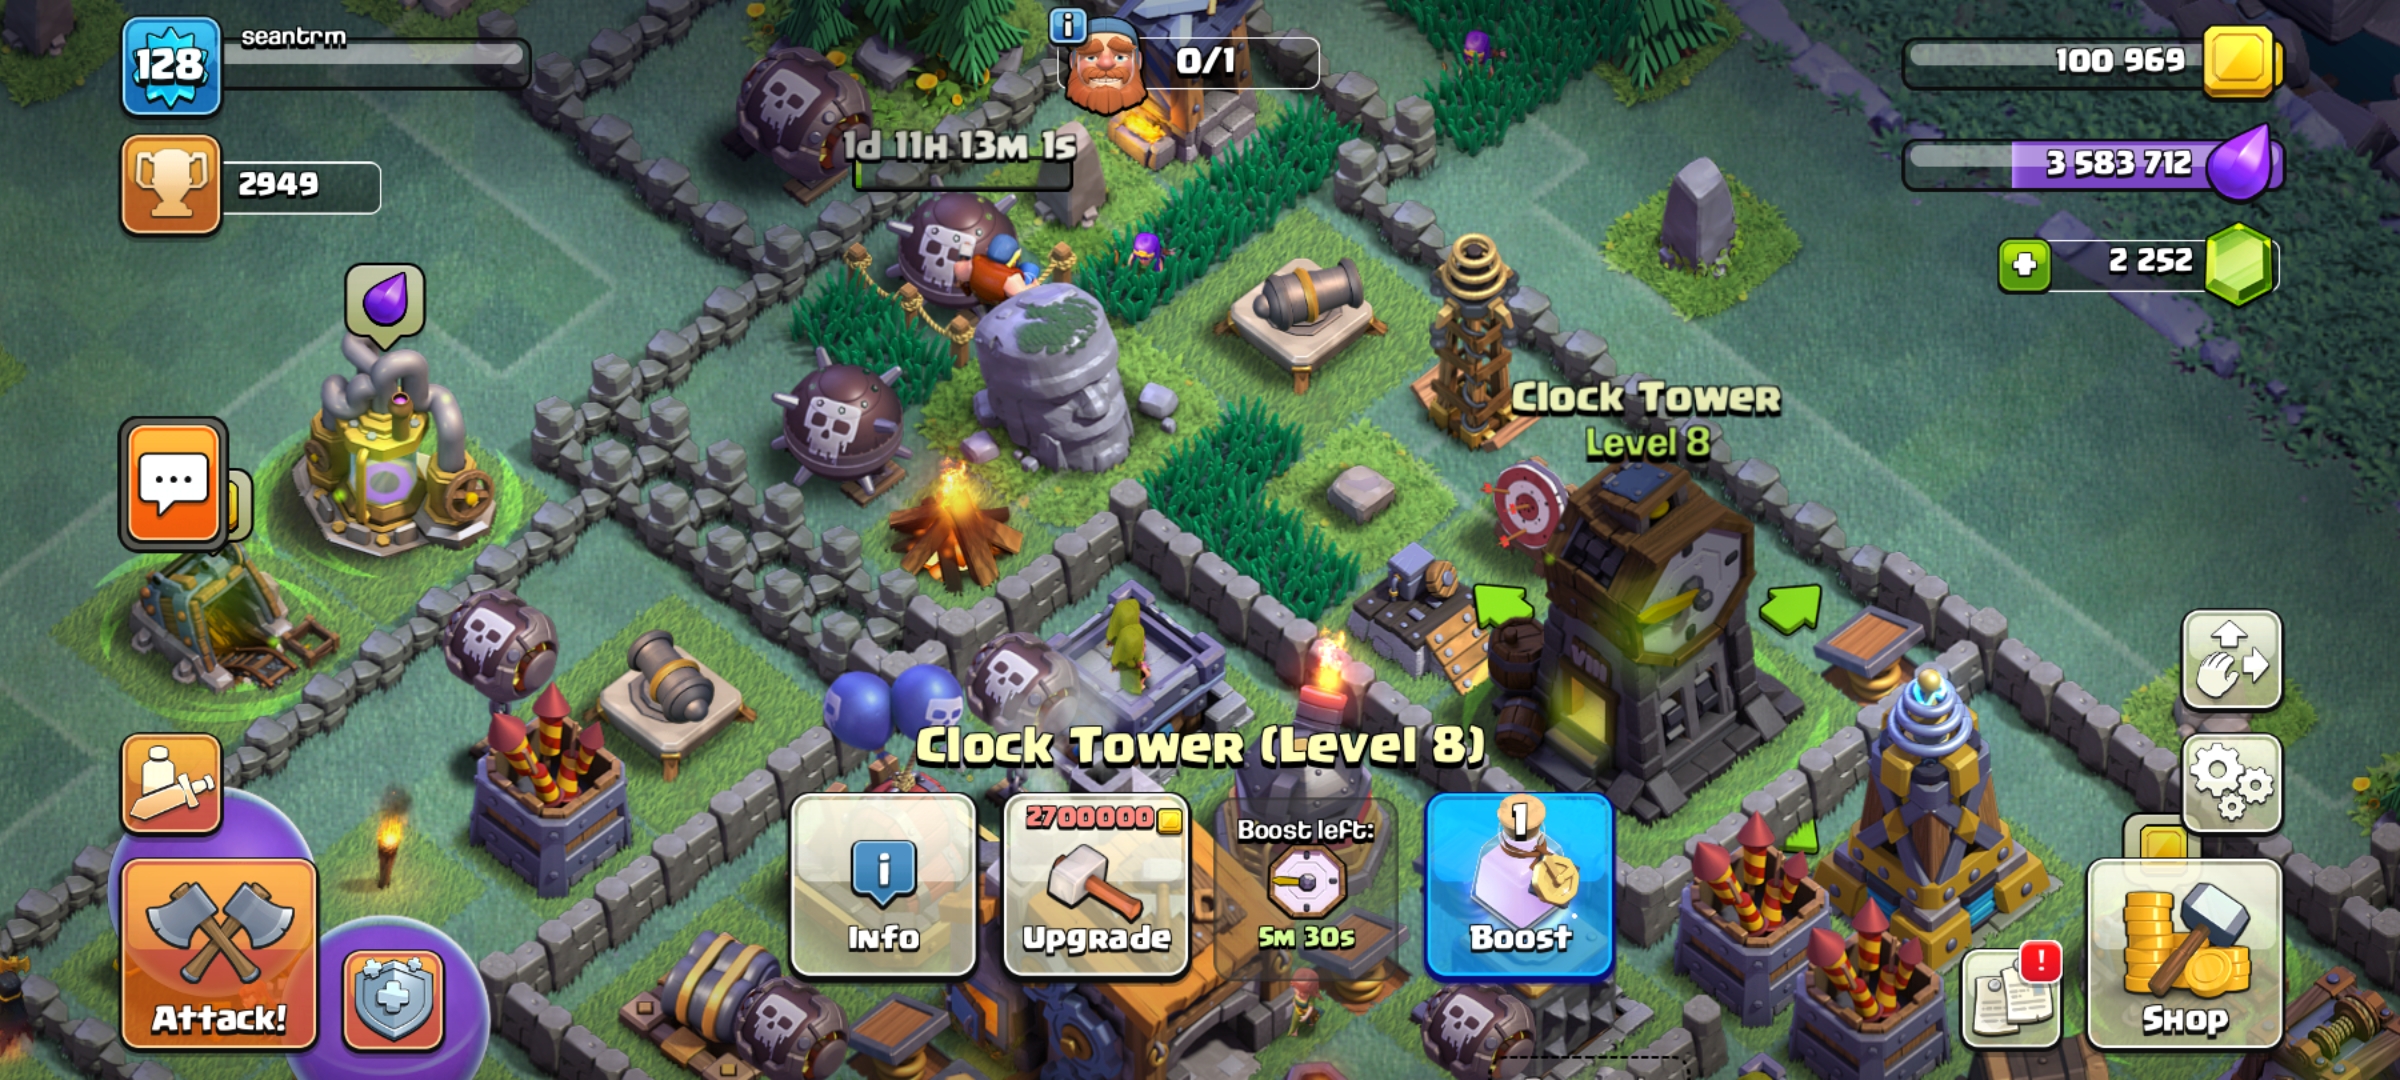 128
seantrm
0/1
100 969
2949
1d 11H 13M 1s
3 583 712
2 252
Clock Tower
Level 8
VIII
Clock Tower (Level 8)
Info
2700000
Upgrade
Boost left:
5M 30s
1
Boost
Attack!
!
Shop